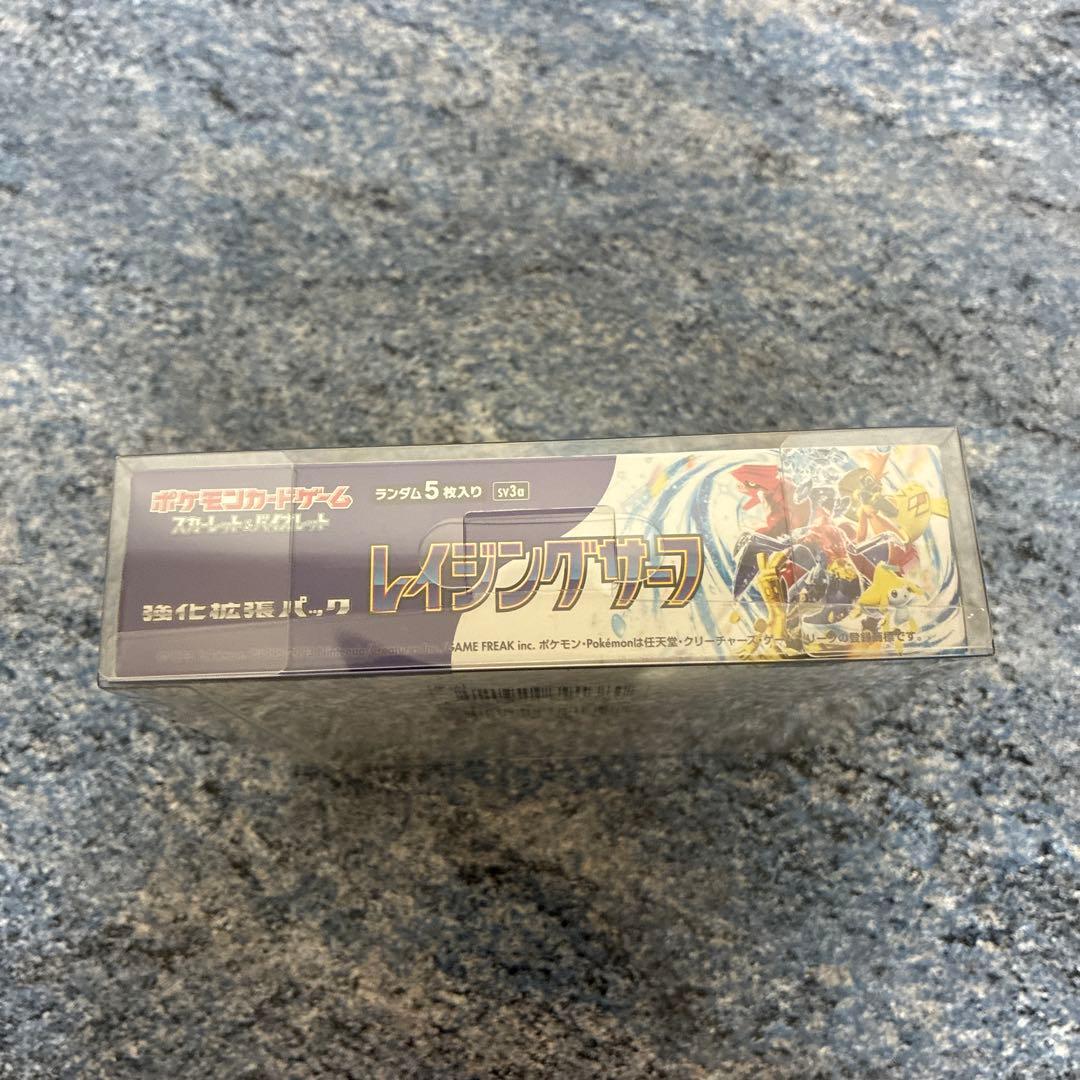 ポケモンカードゲーム
スカーレット&バイオレット
ランダム5枚入り SV3a
レイジングサーフ
強化拡張パック
GAME FREAK inc. ポケモン・Pokémonは任天堂・クリーチャーズ・ゲームフリークの登録商標です。